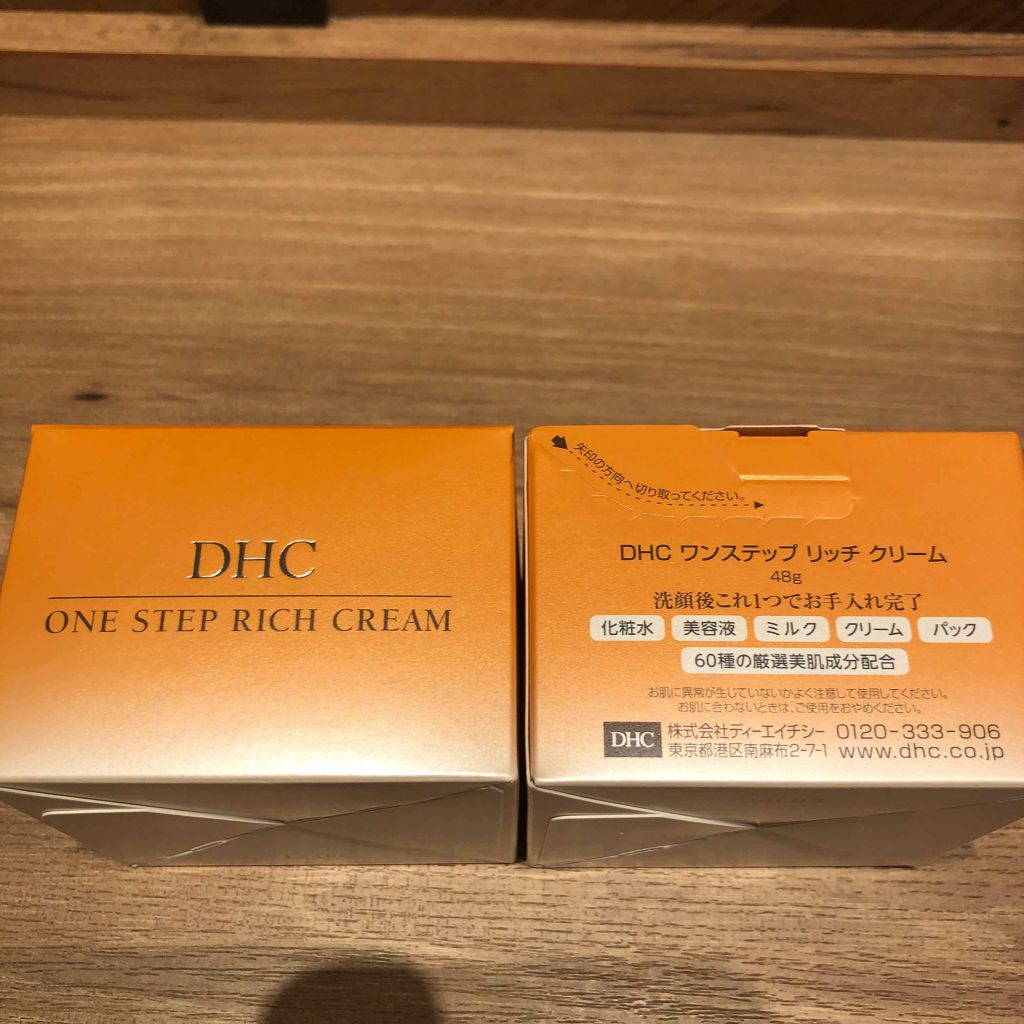 DHC
ONE STEP RICH CREAM
矢印の方向へ切り取ってください。
DHC ワンステップ リッチ クリーム
48g
洗顔後これ1つでお手入れ完了
化粧水 美容液 ミルク クリーム パック
60種の厳選美肌成分配合
お肌に異常が生じていないかよく注意して使用してください。
お肌に合わないときは、ご使用をおやめください。
DHC 株式会社ディーエイチシー 0120-333-906
東京都港区南麻布2-7-1 www.dhc.co.jp